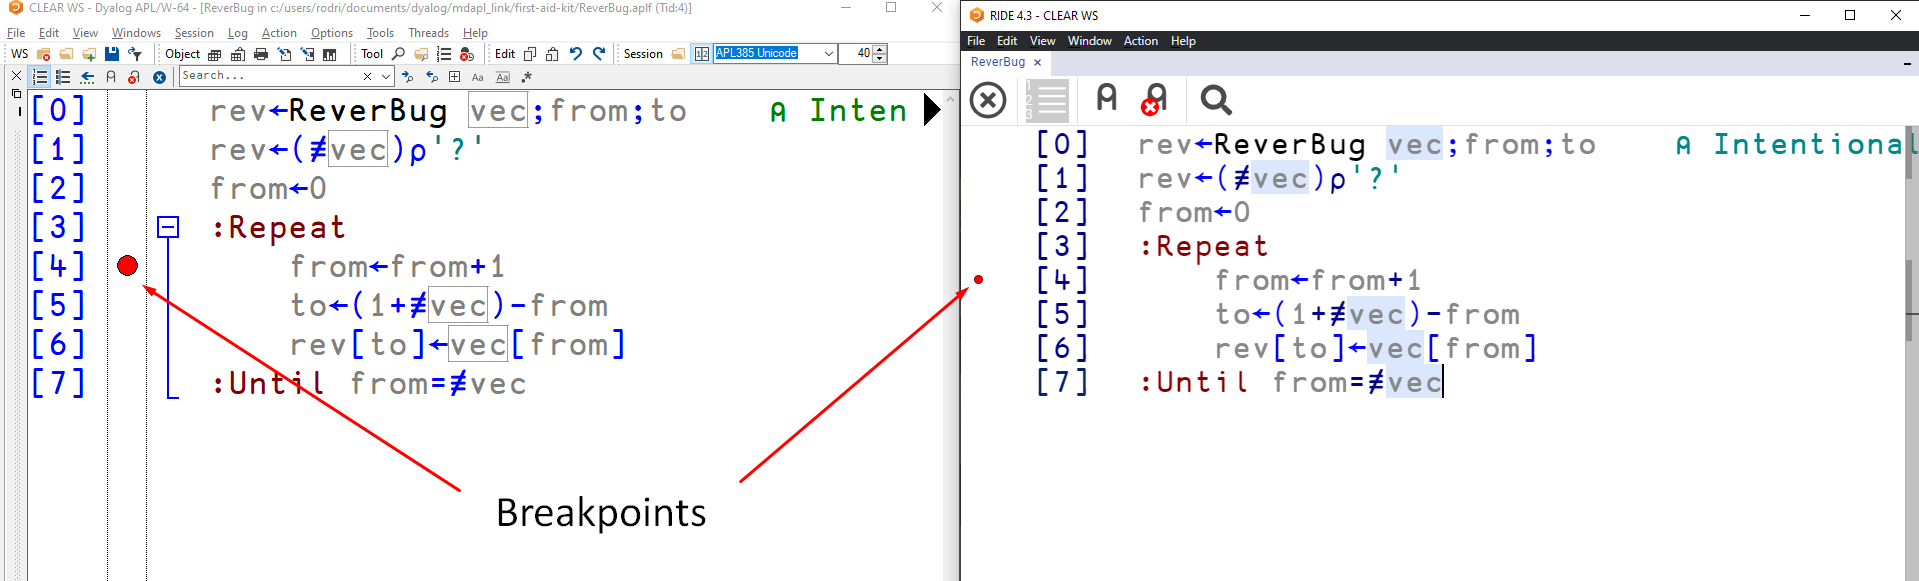 CLEAR WS - Dyalog APL/W-64 - [ReverBug in c:/users/rodri/documents/dyalog/mdapl_link/first-aid-kit/ReverBug.aplf (Tid:4)]
File Edit View Windows Session Log Action Options Tools Threads Help
WS Object Tool Edit Session APL385 Unicode 40
Search...
Aa Aa
[0] rev←ReverBug vec;from;to ⍝ Inten
[1] rev←(≢vec)⍴'?'
[2] from←0
[3] :Repeat
[4] from←from+1
[5] to←(1+≢vec)-from
[6] rev[to]←vec[from]
[7] :Until from=≢vec
Breakpoints
RIDE 4.3 - CLEAR WS
File Edit View Window Action Help
ReverBug ×
1
2
3
⍝ ⍝
[0] rev←ReverBug vec;from;to ⍝ Intentional
[1] rev←(≢vec)⍴'?'
[2] from←0
[3] :Repeat
[4] from←from+1
[5] to←(1+≢vec)-from
[6] rev[to]←vec[from]
[7] :Until from=≢vec